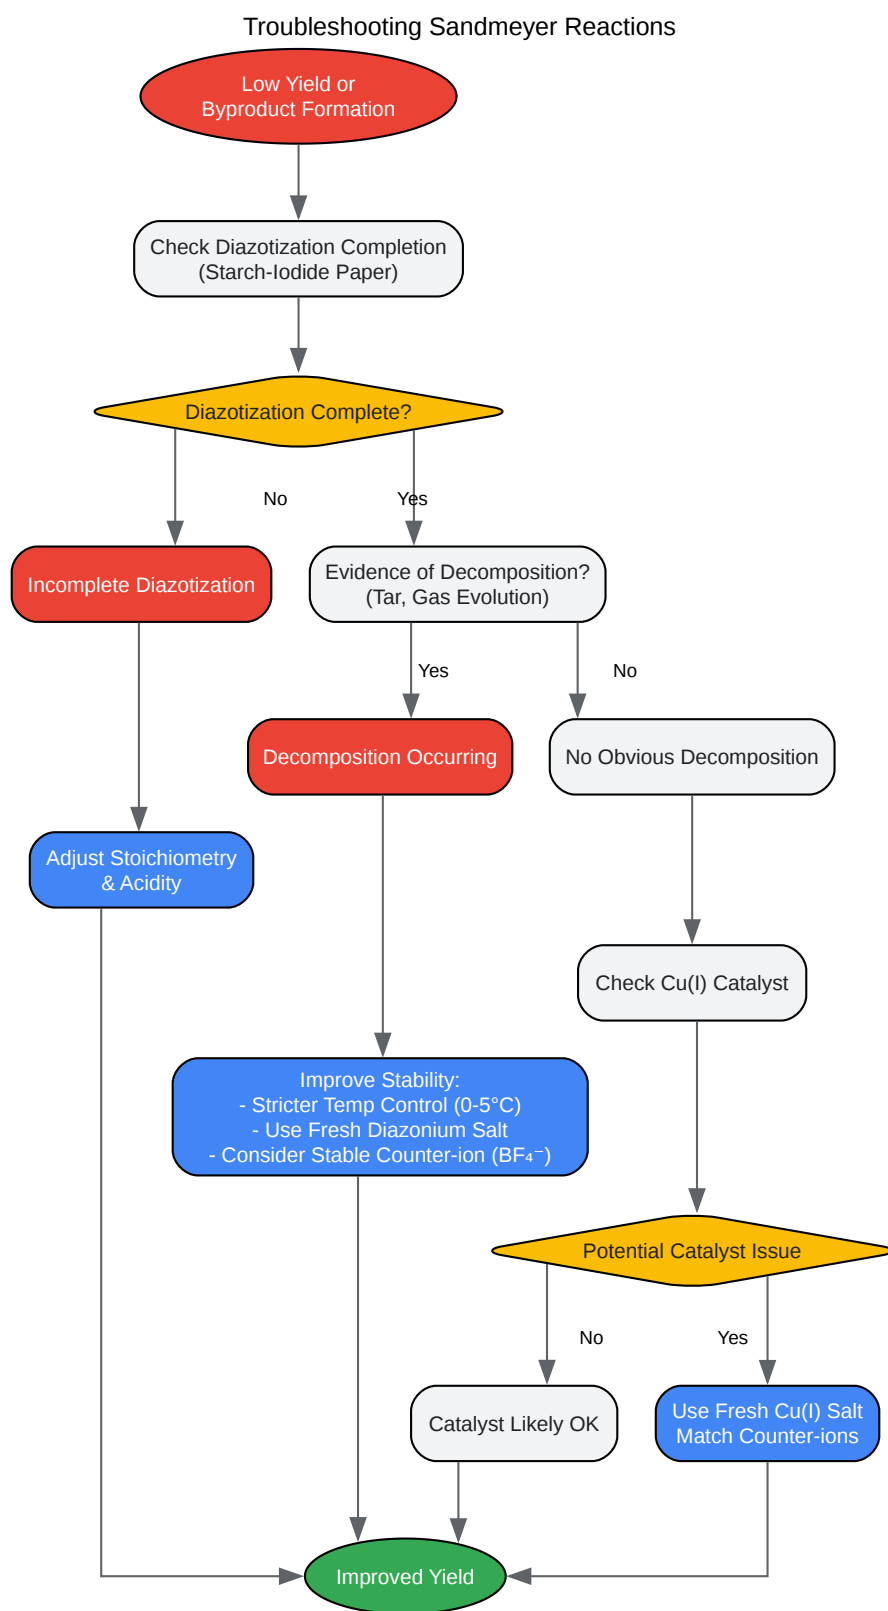 Troubleshooting Sandmeyer Reactions
Low Yield or
Byproduct Formation
Check Diazotization Completion
(Starch-Iodide Paper)
Diazotization Complete?
No
Yes
Incomplete Diazotization
Evidence of Decomposition?
(Tar, Gas Evolution)
Yes
No
Decomposition Occurring
No Obvious Decomposition
Adjust Stoichiometry
& Acidity
Check Cu(I) Catalyst
Improve Stability:
- Stricter Temp Control (0-5°C)
- Use Fresh Diazonium Salt
- Consider Stable Counter-ion (BF₄⁻)
Potential Catalyst Issue
No
Yes
Catalyst Likely OK
Use Fresh Cu(I) Salt
Match Counter-ions
Improved Yield